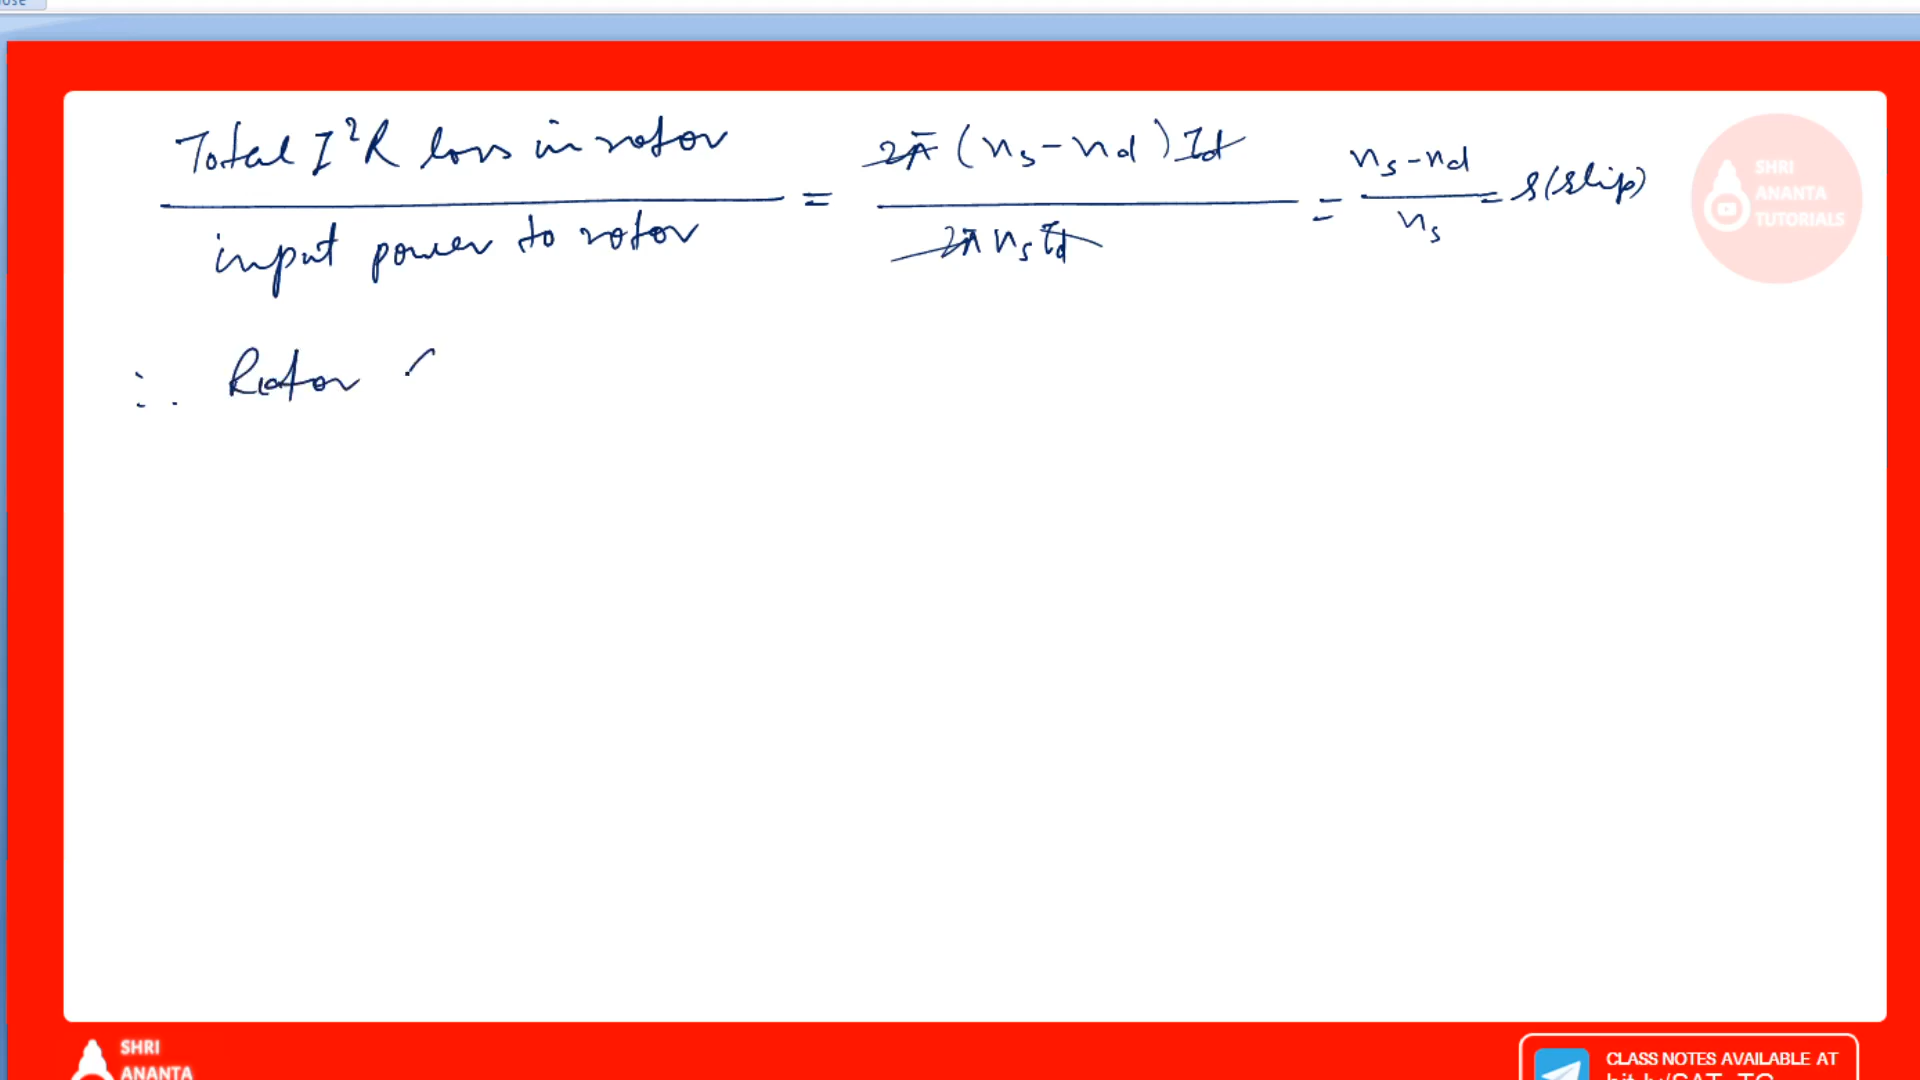 ose
Total I²R loss in rotor / input power to rotor = 2π (ns - nd) Td / 2π ns Td = ns - nd / ns = s(slip)
SHRI
ANANTA
TUTORIALS
∴ Rotor (
SHRI
ANANTA
CLASS NOTES AVAILABLE AT